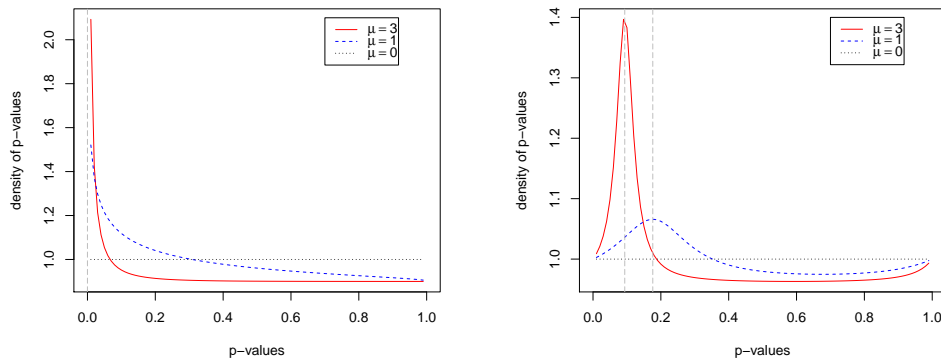 density of p−values
2.0
1.8
1.6
1.4
1.2
1.0
0.0 0.2 0.4 0.6 0.8 1.0
p−values
μ = 3
μ = 1
μ = 0
density of p−values
1.4
1.3
1.2
1.1
1.0
0.0 0.2 0.4 0.6 0.8 1.0
p−values
μ = 3
μ = 1
μ = 0